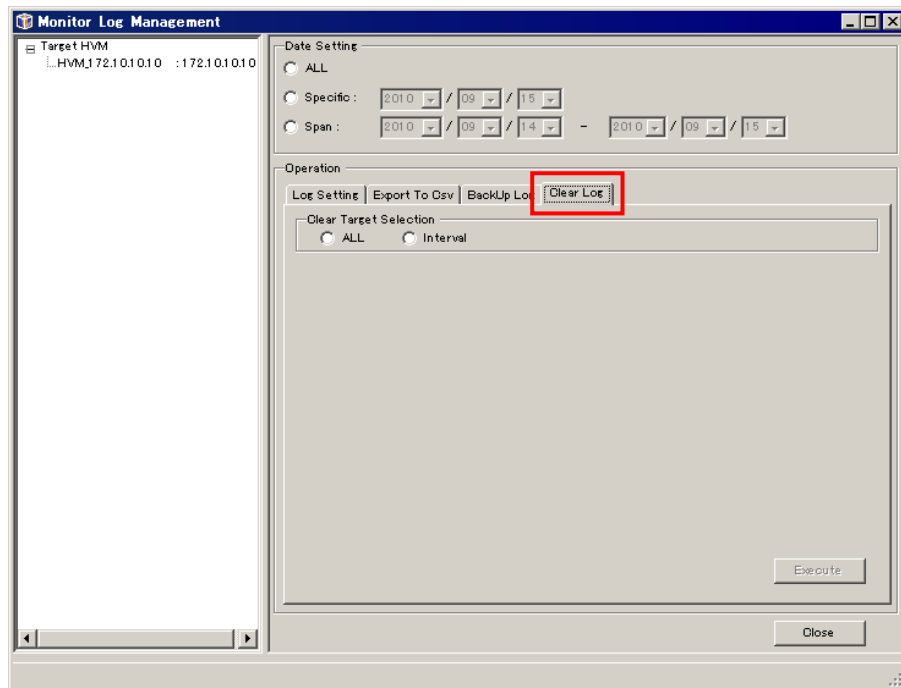 Monitor Log Management
Target HVM
HVM_172.10.10.10 : 172.10.10.10
Date Setting
ALL
Specific : 2010 / 09 / 15
Span : 2010 / 09 / 14 - 2010 / 09 / 15
Operation
Log Setting Export To Csv BackUp Log Clear Log
Clear Target Selection
ALL Interval
Execute
Close